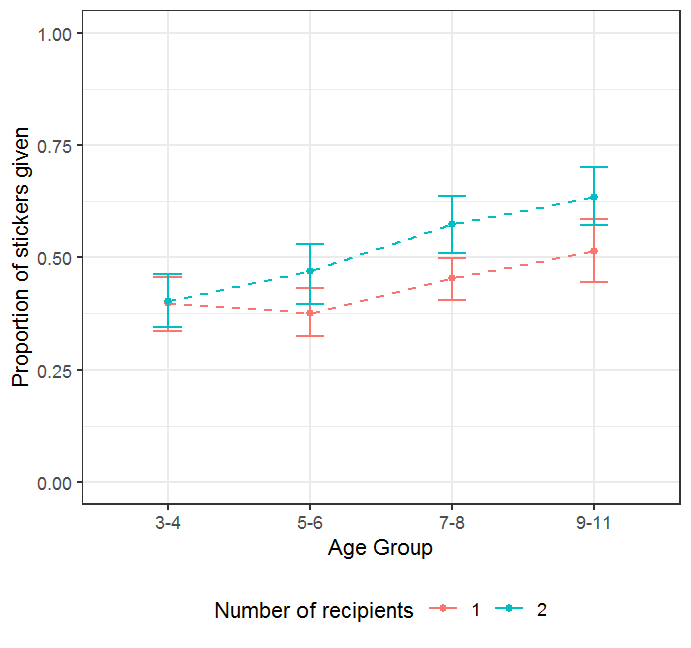 1.00
0.75
0.50
0.25
0.00
Proportion of stickers given
3-4 5-6 7-8 9-11
Age Group
Number of recipients 1 2